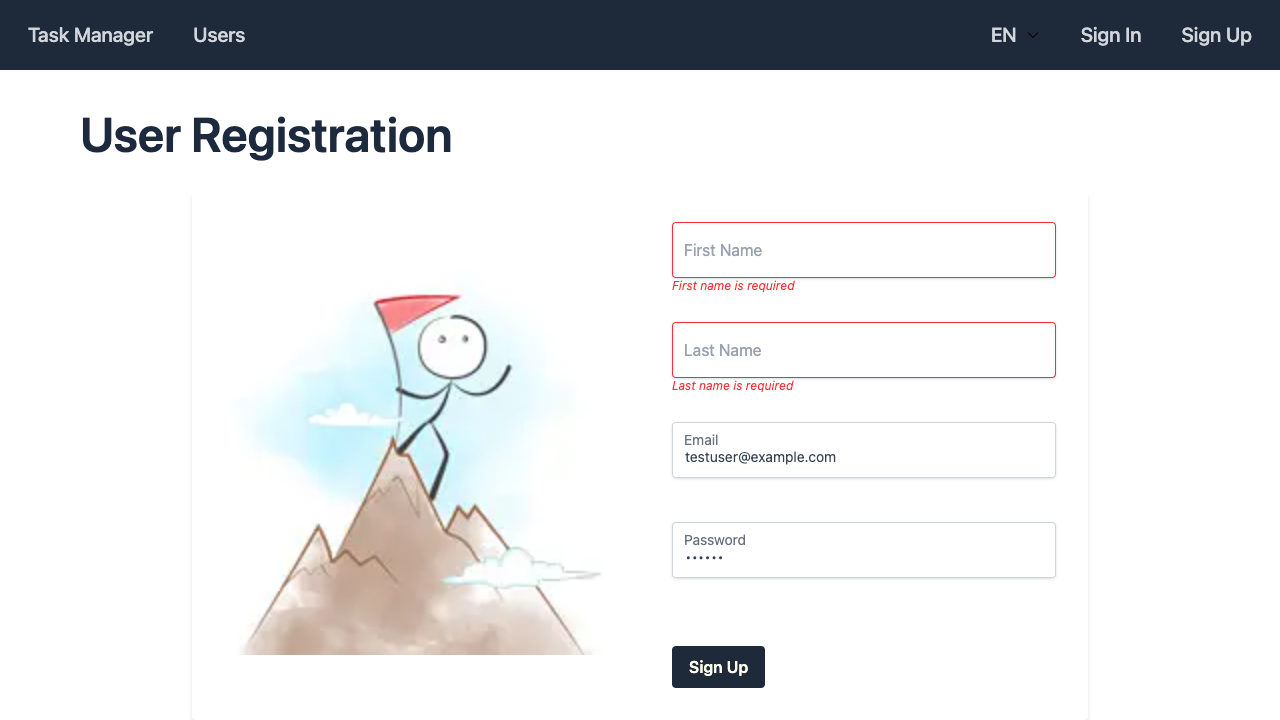 Task Manager Users EN Sign In Sign Up
User Registration
First Name
First name is required
Last Name
Last name is required
Email
testuser@example.com
Password
••••••
Sign Up